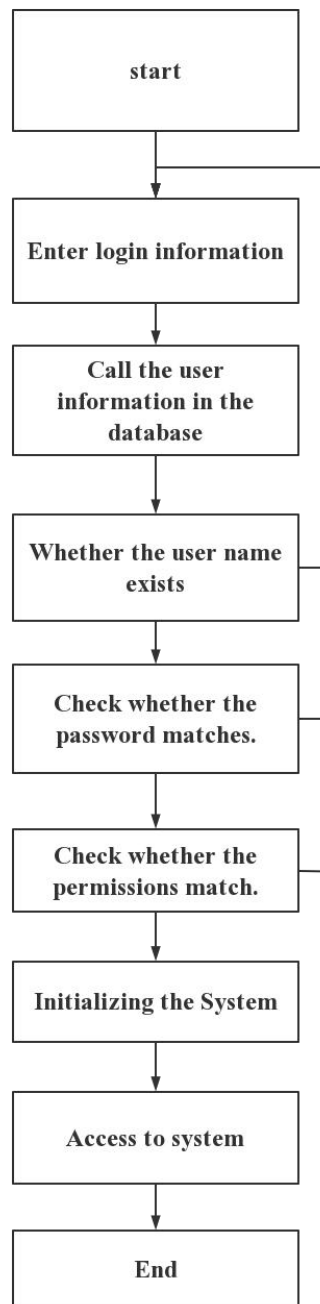 start
Enter login information
Call the user
information in the
database
Whether the user name
exists
Check whether the
password matches.
Check whether the
permissions match.
Initializing the System
Access to system
End